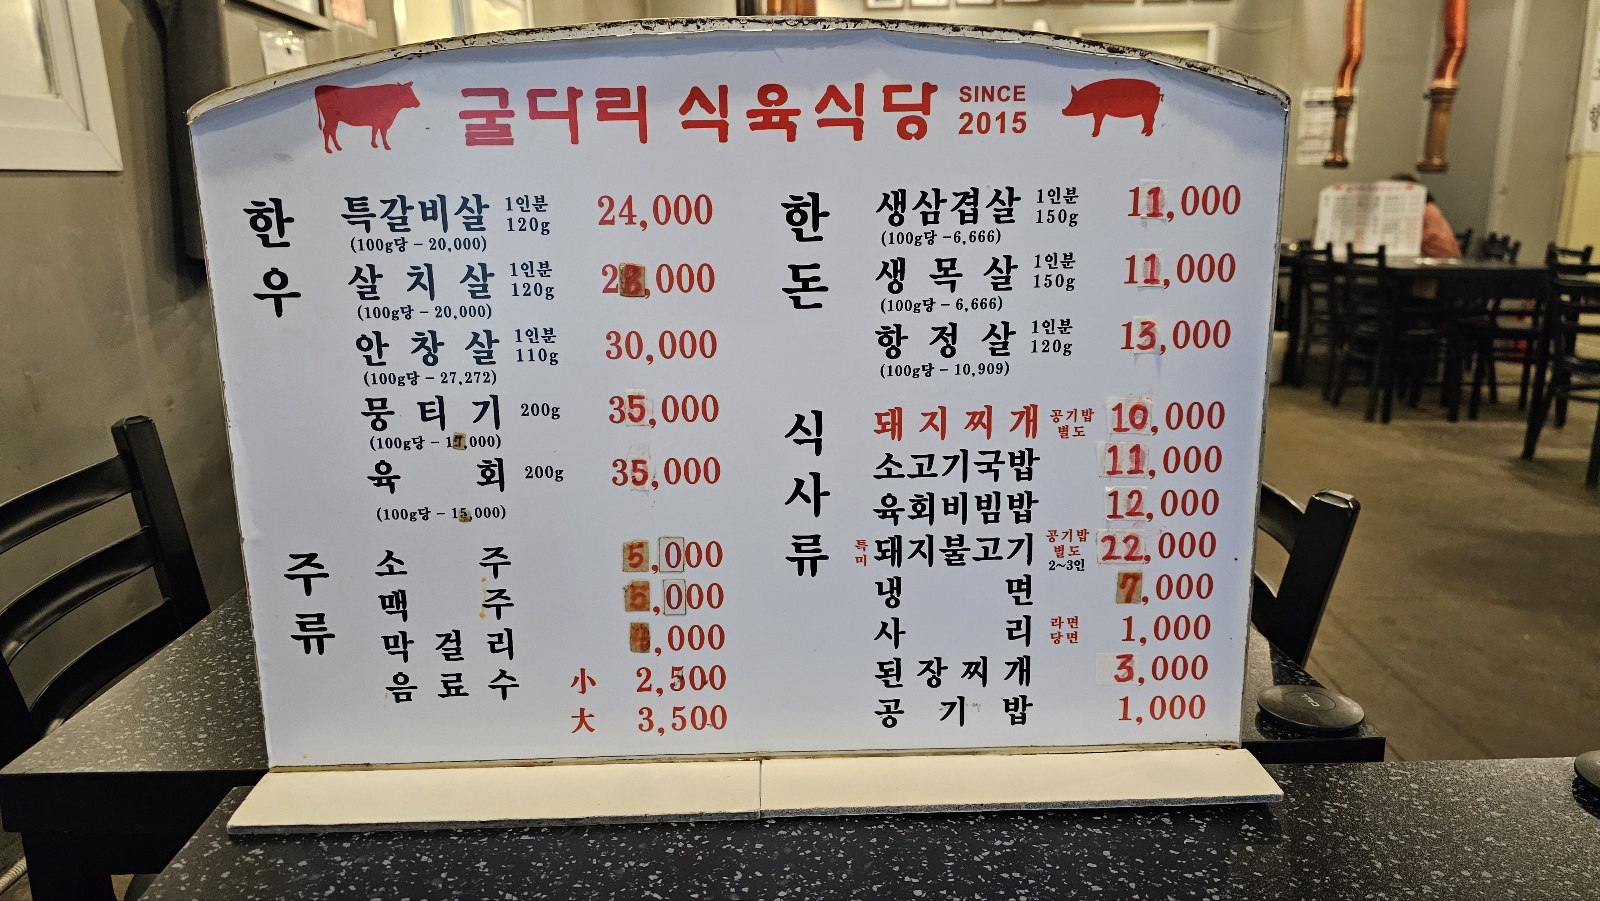 굴다리 식육식당 SINCE 2015
한우
특갈비살 1인분 120g 24,000
(100g당 - 20,000)
살치살 1인분 120g
(100g당 - 20,000)
안창살 1인분 110g 30,000
(100g당 - 27,272)
뭉티기 200g 35,000
(100g당 - 17,000)
육회 200g 35,000
(100g당 - 15,000)
주류
소주 5,000
맥주 5,000
막걸리
음료수 小 2,500
大 3,500
한돈
생삼겹살 1인분 150g 11,000
(100g당 -6,666)
생목살 1인분 150g 11,000
(100g당 -6,666)
항정살 1인분 120g 13,000
(100g당 - 10,909)
식사류
돼지찌개 공기밥 별도 10,000
소고기국밥 11,000
육회비빔밥 12,000
특미 돼지불고기 공기밥 별도 2~3인 22,000
냉면 7,000
사리 라면 당면 1,000
된장찌개 3,000
공기밥 1,000